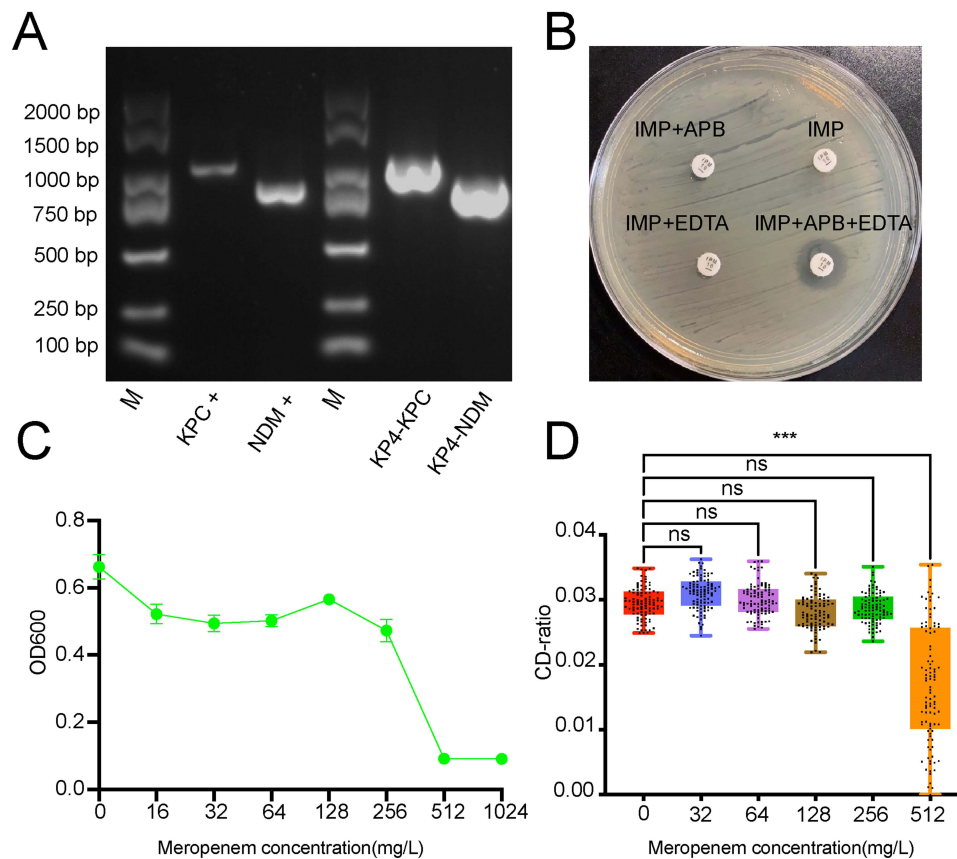 A
2000 bp
1500 bp
1000 bp
750 bp
500 bp
250 bp
100 bp
M
KPC +
NDM +
M
KP4-KPC
KP4-NDM
B
IMP+APB
IMP
IMP+EDTA
IMP+APB+EDTA
C
0.8
0.6
0.4
0.2
0.0
OD600
0 16 32 64 128 256 512 1024
Meropenem concentration(mg/L)
D
***
ns
ns
ns
ns
0.04
0.03
0.02
0.01
0.00
CD-ratio
0 32 64 128 256 512
Meropenem concentration(mg/L)